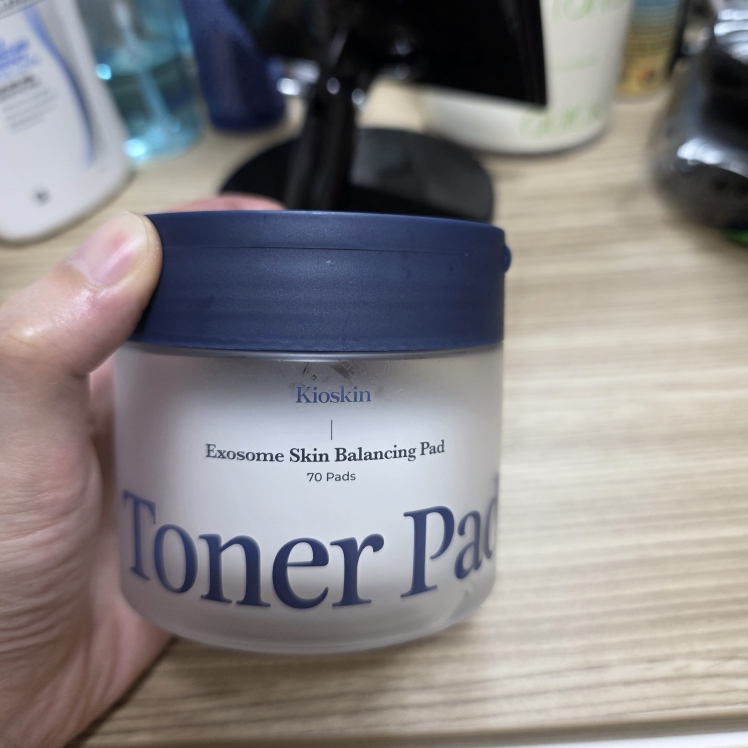 Kioskin
Exosome Skin Balancing Pad
70 Pads
Toner Pad